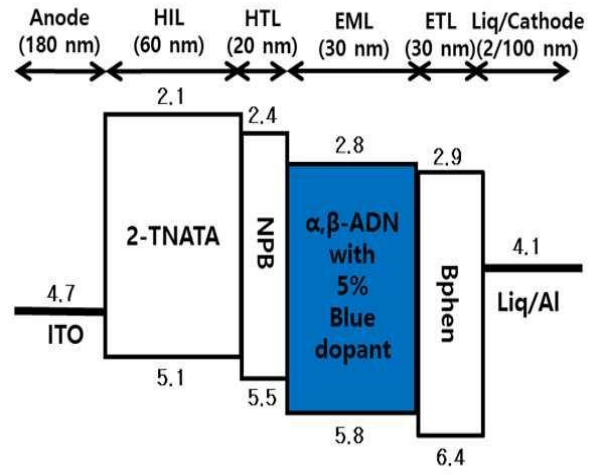 Anode HIL HTL EML ETL Liq/Cathode
(180 nm) (60 nm) (20 nm) (30 nm) (30 nm) (2/100 nm)
2.1
2.4
2.8
2.9
4.7
ITO
2-TNATA
NPB
α,β-ADN
with
5%
Blue
dopant
Bphen
4.1
Liq/Al
5.1
5.5
5.8
6.4